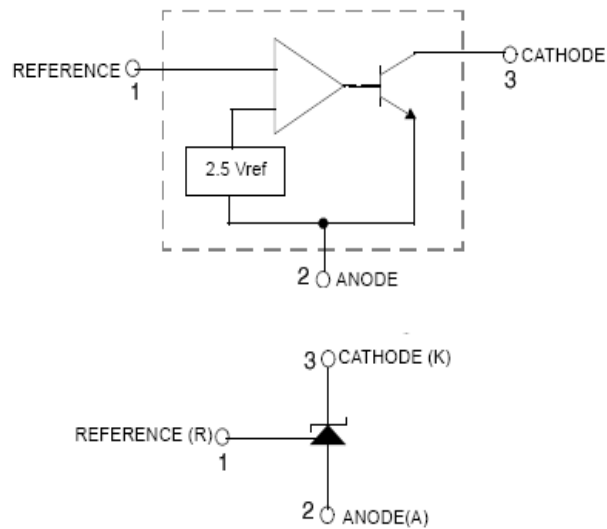 REFERENCE
1
CATHODE
3
2.5 Vref
2
ANODE
3
CATHODE (K)
REFERENCE (R)
1
2
ANODE(A)